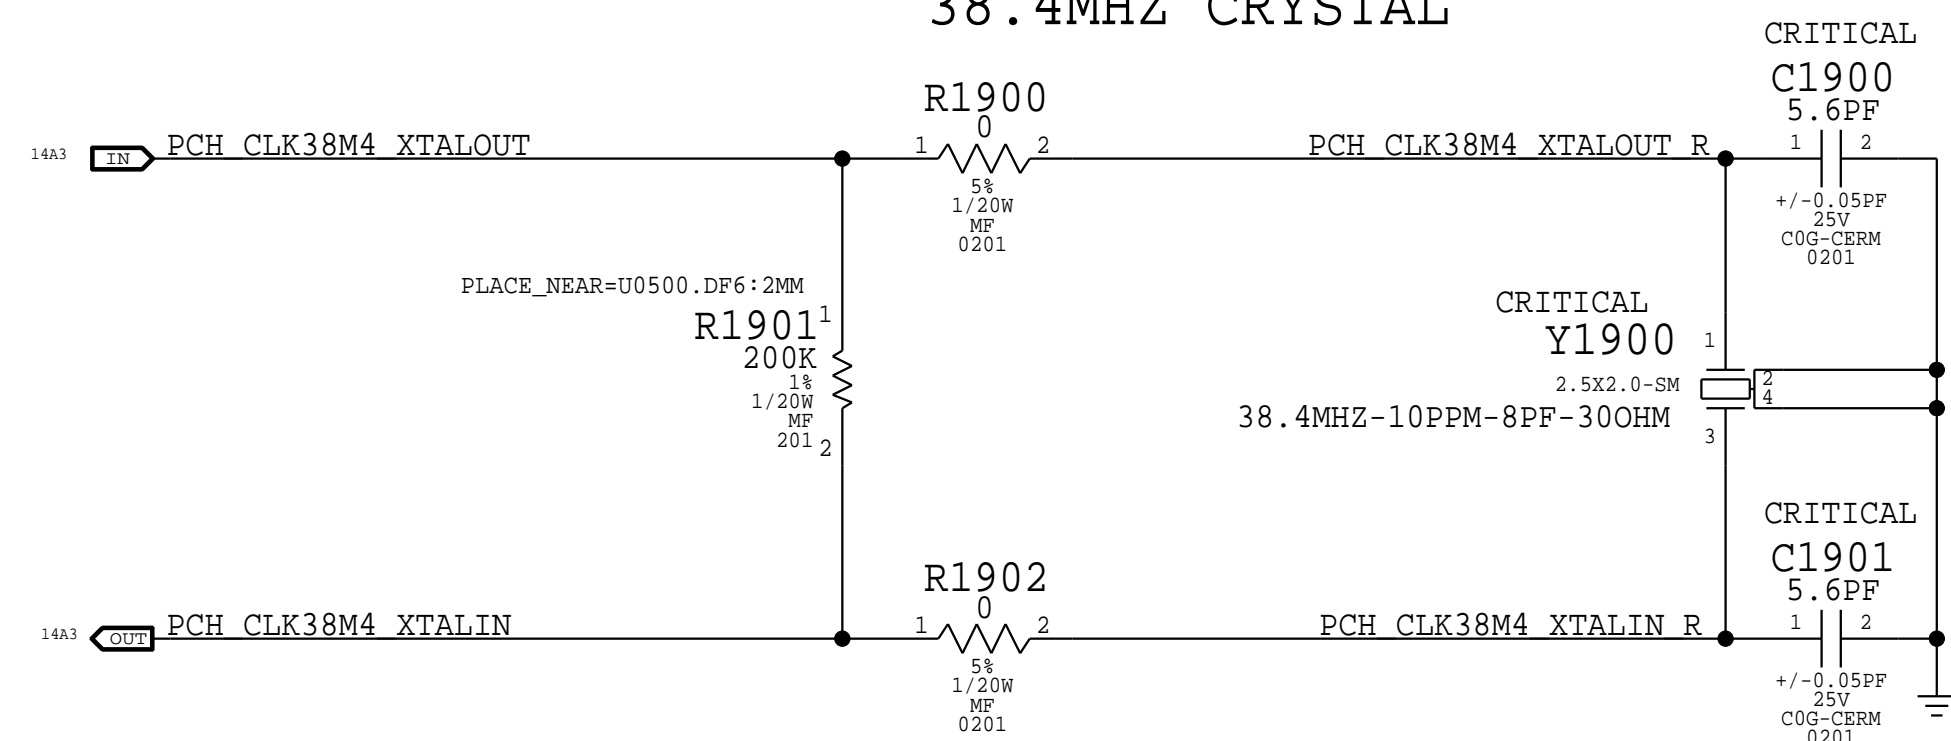 38.4MHZ CRYSTAL
CRITICAL
C1900
5.6PF
1 2
+/-0.05PF
25V
C0G-CERM
0201
R1900
0
1 2
5%
1/20W
MF
0201
14A3 IN PCH_CLK38M4_XTALOUT
PCH_CLK38M4_XTALOUT_R
PLACE_NEAR=U0500.DF6:2MM
R1901
1
200K
1%
1/20W
MF
201
2
CRITICAL
Y1900
1
2.5X2.0-SM
2
4
38.4MHZ-10PPM-8PF-30OHM
3
CRITICAL
C1901
5.6PF
1 2
+/-0.05PF
25V
C0G-CERM
0201
R1902
0
1 2
5%
1/20W
MF
0201
14A3 OUT PCH_CLK38M4_XTALIN
PCH_CLK38M4_XTALIN_R